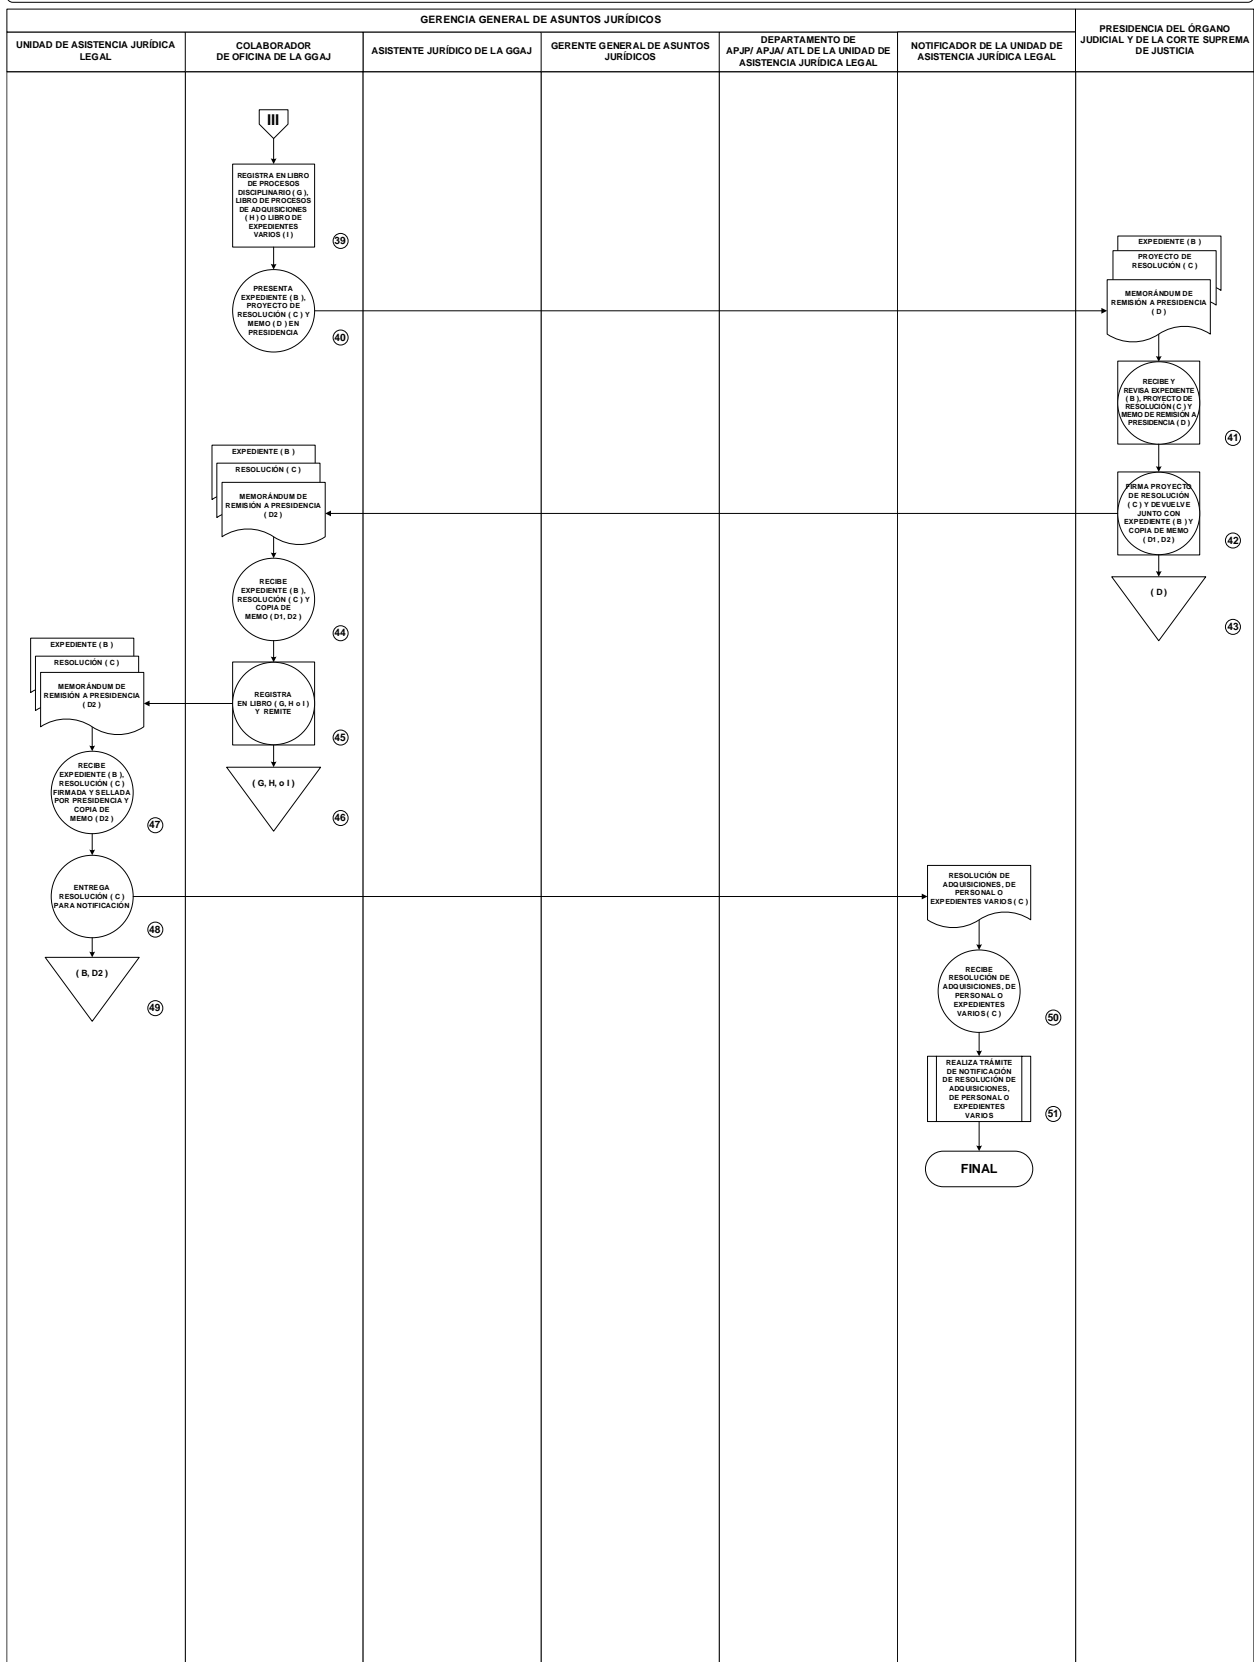 GERENCIA GENERAL DE ASUNTOS JURÍDICOS
PRESIDENCIA DEL ÓRGANO
JUDICIAL Y DE LA CORTE SUPREMA
DE JUSTICIA
UNIDAD DE ASISTENCIA JURÍDICA
LEGAL
COLABORADOR
DE OFICINA DE LA GGAJ
ASISTENTE JURÍDICO DE LA GGAJ
GERENTE GENERAL DE ASUNTOS
JURÍDICOS
DEPARTAMENTO DE
APJP/ APJA/ ATL DE LA UNIDAD DE
ASISTENCIA JURÍDICA LEGAL
NOTIFICADOR DE LA UNIDAD DE
ASISTENCIA JURÍDICA LEGAL
III
REGISTRA EN LIBRO
DE PROCESOS
DISCIPLINARIO ( G ),
LIBRO DE PROCESOS
DE ADQUISICIONES
( H ) O LIBRO DE
EXPEDIENTES
VARIOS ( I )
39
PRESENTA
EXPEDIENTE ( B ),
PROYECTO DE
RESOLUCIÓN ( C ) Y
MEMO ( D ) EN
PRESIDENCIA
40
EXPEDIENTE ( B )
PROYECTO DE
RESOLUCIÓN ( C )
MEMORÁNDUM DE
REMISIÓN A PRESIDENCIA
( D )
RECIBE Y
REVISA EXPEDIENTE
( B ), PROYECTO DE
RESOLUCIÓN ( C ) Y
MEMO DE REMISIÓN A
PRESIDENCIA ( D )
41
FIRMA PROYECTO
DE RESOLUCIÓN
( C ) Y DEVUELVE
JUNTO CON
EXPEDIENTE ( B ) Y
COPIA DE MEMO
( D1, D2 )
42
( D )
43
EXPEDIENTE ( B )
RESOLUCIÓN ( C )
MEMORÁNDUM DE
REMISIÓN A PRESIDENCIA
( D2 )
RECIBE
EXPEDIENTE ( B ),
RESOLUCIÓN ( C ) Y
COPIA DE
MEMO ( D1, D2 )
44
REGISTRA
EN LIBRO ( G, H o I )
Y REMITE
45
( G, H, o I )
46
EXPEDIENTE ( B )
RESOLUCIÓN ( C )
MEMORÁNDUM DE
REMISIÓN A PRESIDENCIA
( D2 )
RECIBE
EXPEDIENTE ( B ),
RESOLUCIÓN ( C )
FIRMADA Y SELLADA
POR PRESIDENCIA Y
COPIA DE
MEMO ( D2 )
47
ENTREGA
RESOLUCIÓN ( C )
PARA NOTIFICACIÓN
48
( B, D2 )
49
RESOLUCIÓN DE
ADQUISICIONES, DE
PERSONAL O
EXPEDIENTES VARIOS ( C )
RECIBE
RESOLUCIÓN DE
ADQUISICIONES, DE
PERSONAL O
EXPEDIENTES
VARIOS ( C )
50
REALIZA TRÁMITE
DE NOTIFICACIÓN
DE RESOLUCIÓN DE
ADQUISICIONES,
DE PERSONAL O
EXPEDIENTES
VARIOS
51
FINAL